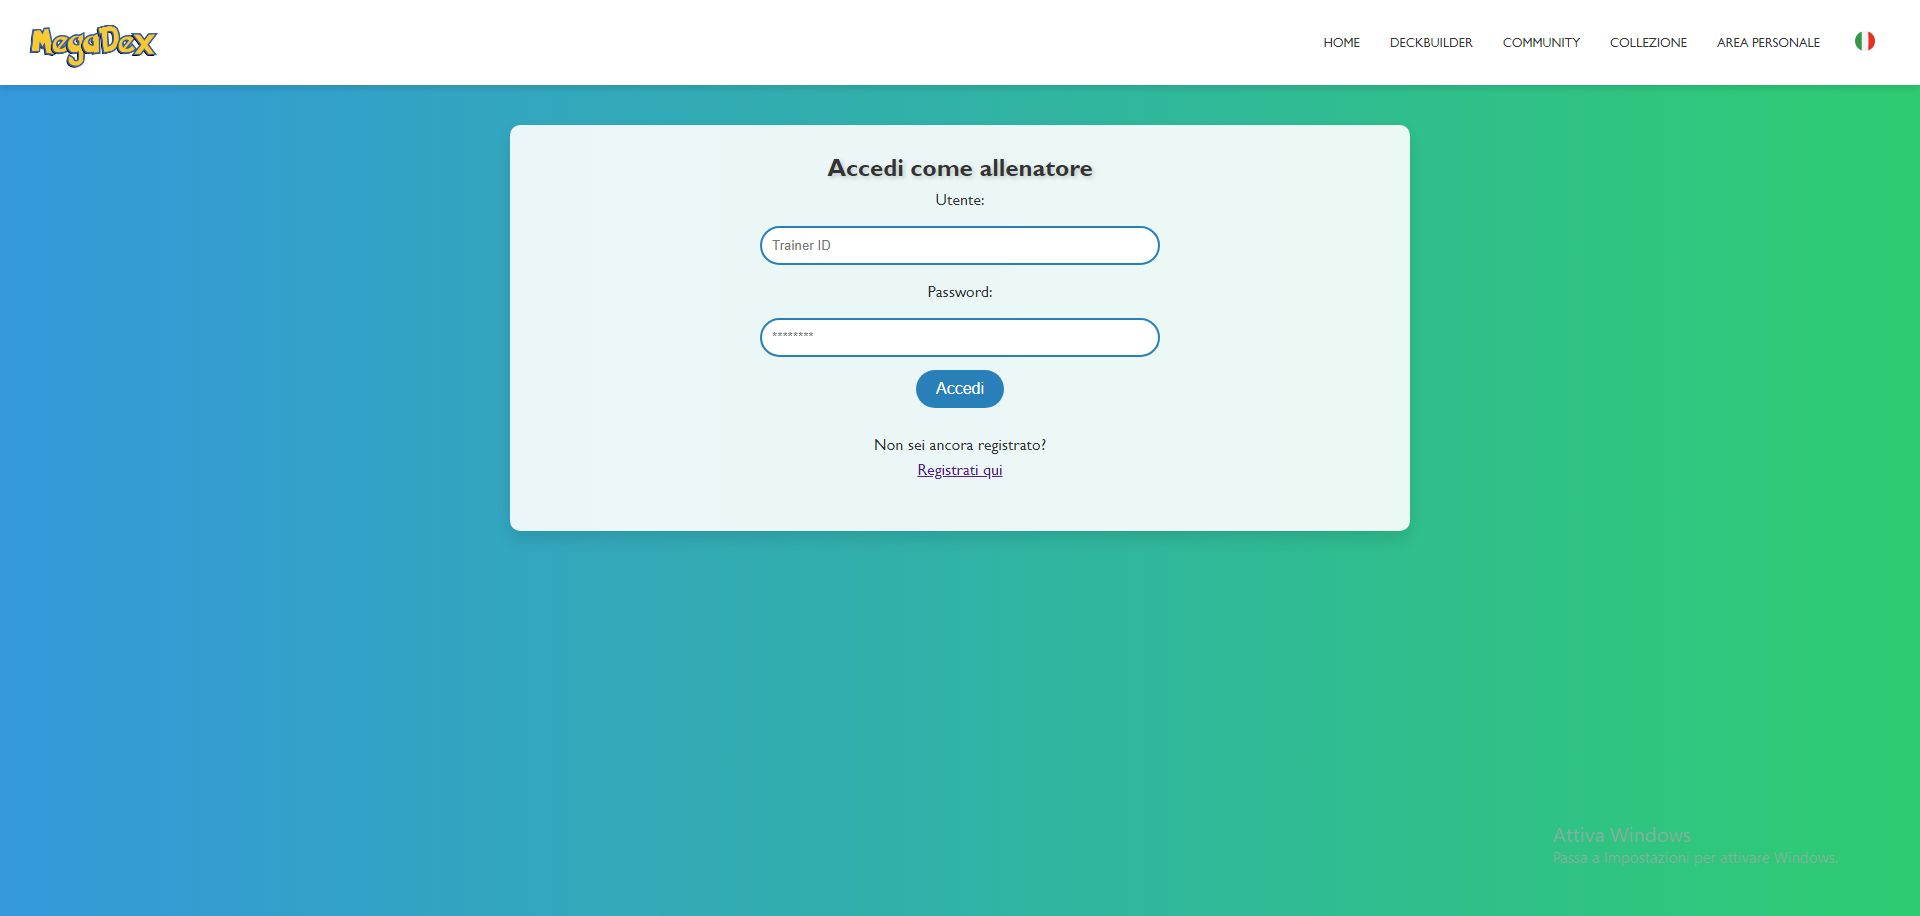 MegaDex
HOME DECKBUILDER COMMUNITY COLLEZIONE AREA PERSONALE
Accedi come allenatore
Utente:
Trainer ID
Password:
********
Accedi
Non sei ancora registrato?
Registrati qui
Attiva Windows
Passa a Impostazioni per attivare Windows.